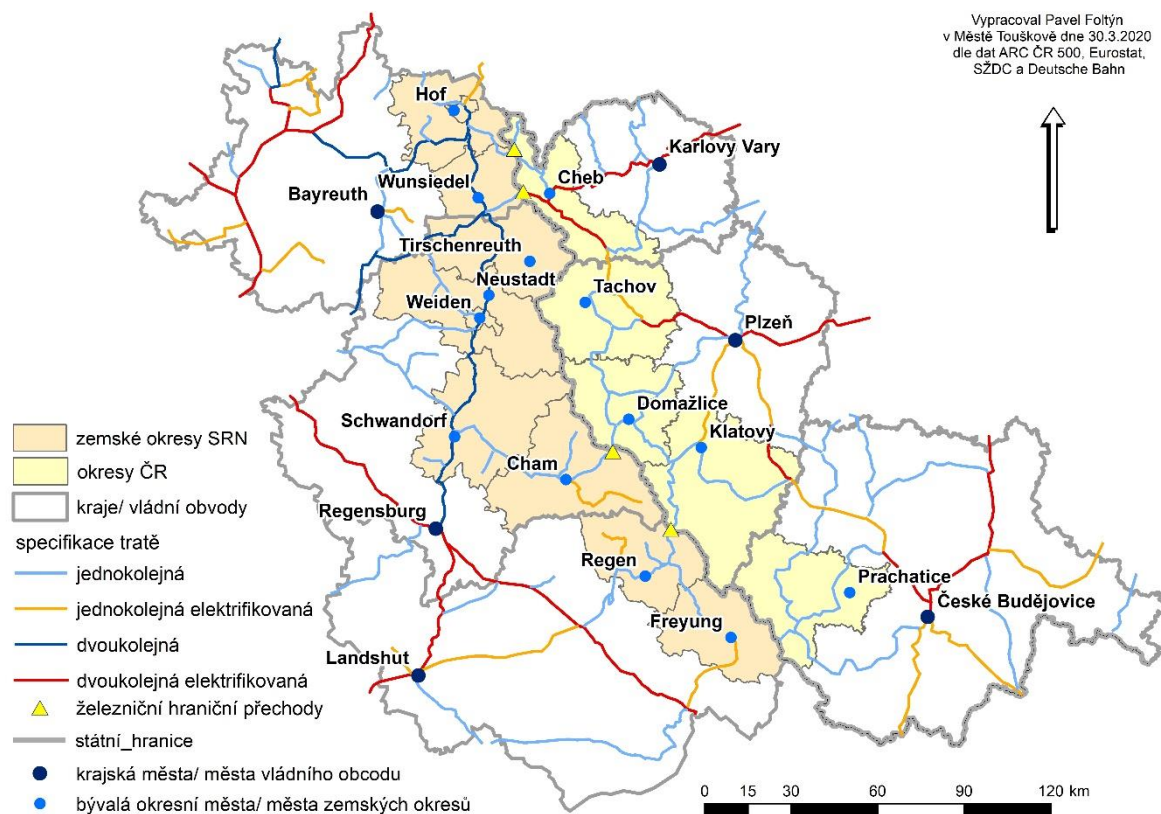 Vypracoval Pavel Foltýn
v Městě Touškově dne 30.3.2020
dle dat ARC ČR 500, Eurostat,
SŽDC a Deutsche Bahn
Hof
Karlovy Vary
Wunsiedel
Cheb
Bayreuth
Tirschenreuth
Neustadt
Tachov
Weiden
Plzeň
Domažlice
Schwandorf
Klatový
Cham
Regensburg
Regen
Prachatice
České Budějovice
Freyung
Landshut
zemské okresy SRN
okresy ČR
kraje/ vládní obvody
specifikace tratě
jednokolejná
jednokolejná elektrifikovaná
dvoukolejná
dvoukolejná elektrifikovaná
železniční hraniční přechody
státní_hranice
krajská města/ města vládního obcodu
bývalá okresní města/ města zemských okresů
0 15 30 60 90 120 km